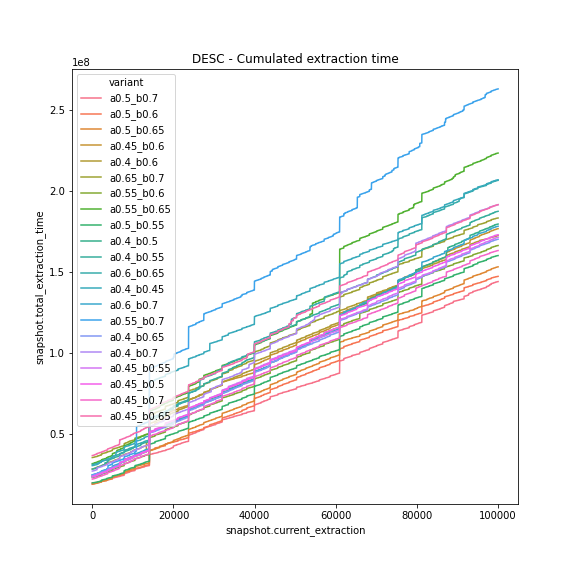 DESC - Cumulated extraction time
1e8
2.5
2.0
1.5
1.0
0.5
snapshot.total_extraction_time
variant
a0.5_b0.7
a0.5_b0.6
a0.5_b0.65
a0.45_b0.6
a0.4_b0.6
a0.65_b0.7
a0.55_b0.6
a0.55_b0.65
a0.5_b0.55
a0.4_b0.5
a0.4_b0.55
a0.6_b0.65
a0.4_b0.45
a0.6_b0.7
a0.55_b0.7
a0.4_b0.65
a0.4_b0.7
a0.45_b0.55
a0.45_b0.5
a0.45_b0.7
a0.45_b0.65
0 20000 40000 60000 80000 100000
snapshot.current_extraction